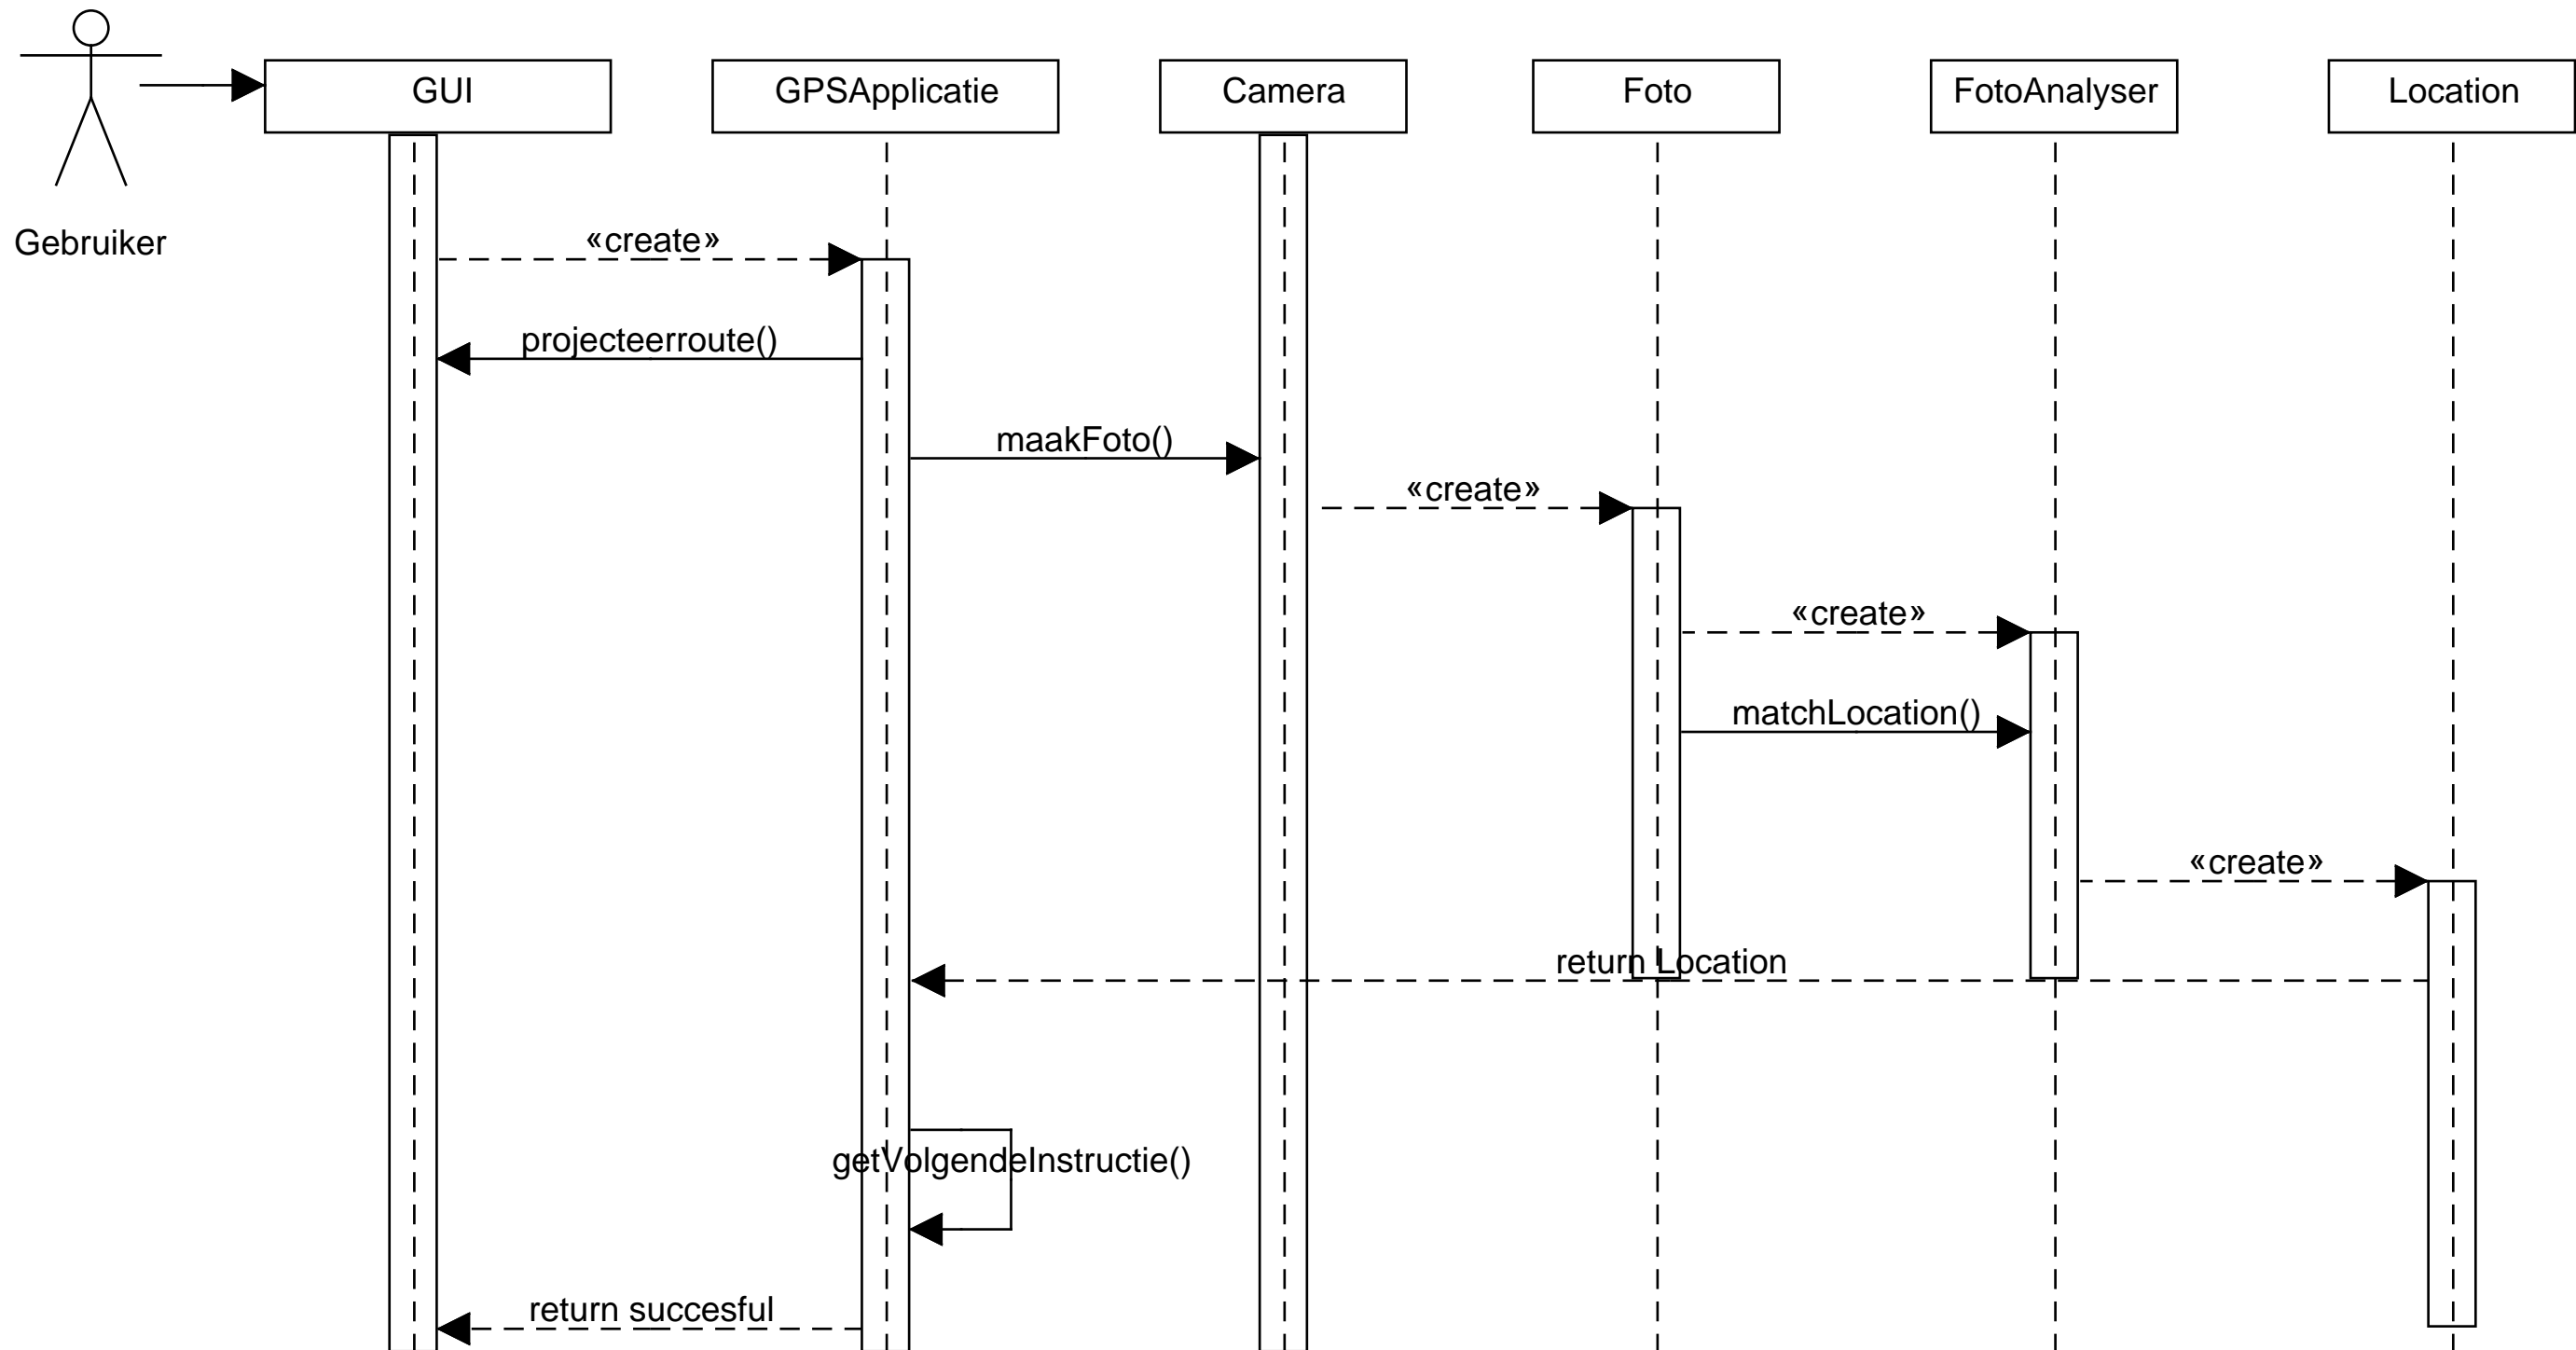 GUI
GPSApplicatie
Camera
Foto
FotoAnalyser
Location
Gebruiker
«create»
projecteerroute()
maakFoto()
«create»
«create»
matchLocation()
«create»
return Location
getVolgendeInstructie()
return succesful